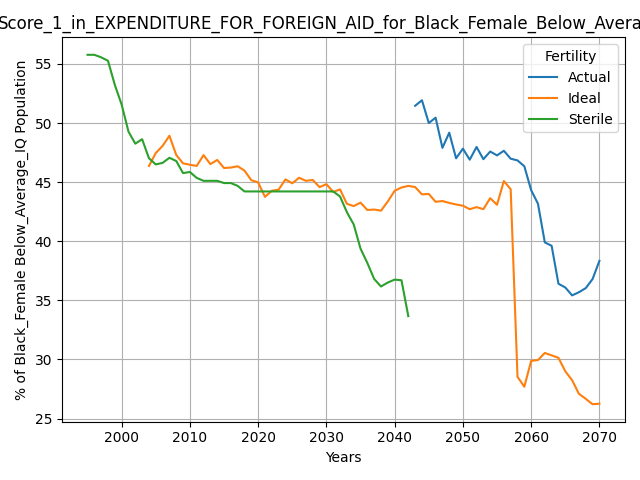 Score_1_in_EXPENDITURE_FOR_FOREIGN_AID_for_Black_Female_Below_Avera
% of Black_Female Below_Average_IQ Population
55
50
45
40
35
30
25
Fertility
Actual
Ideal
Sterile
2000 2010 2020 2030 2040 2050 2060 2070
Years